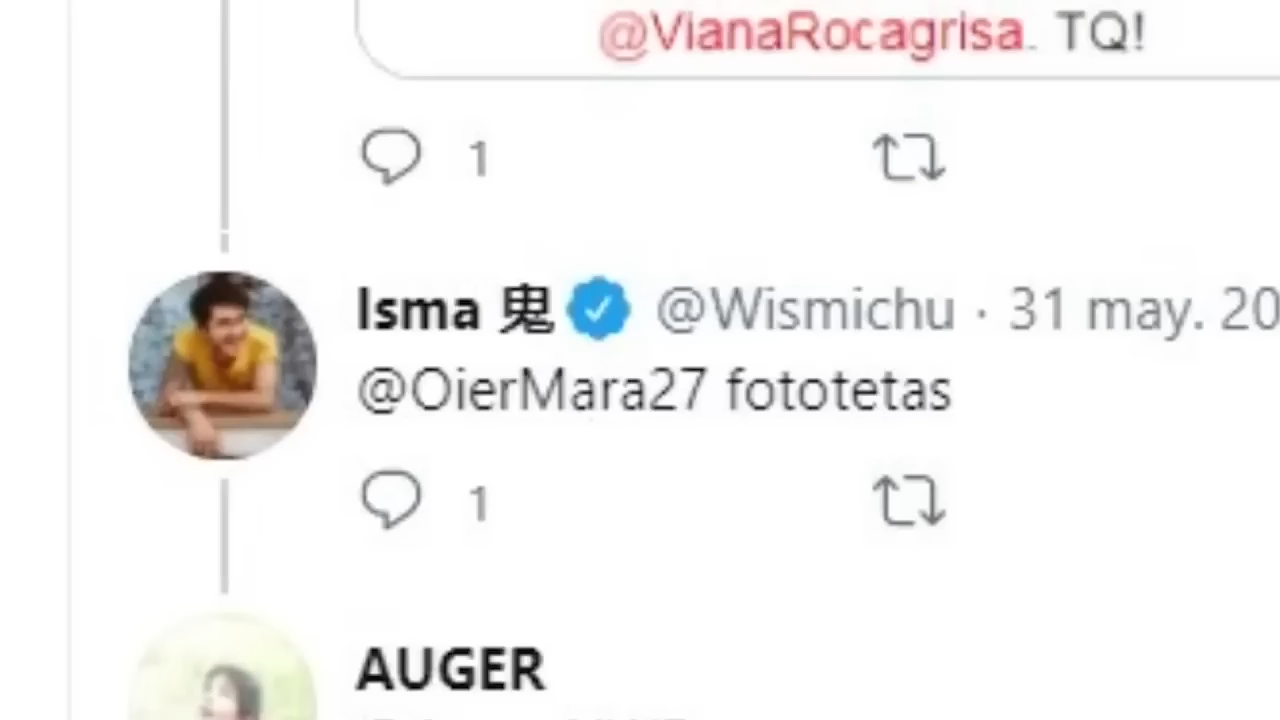 @VianaRocagrisa. TQ!
1
Isma 鬼 @Wismichu · 31 may. 20
@OierMara27 fototetas
1
AUGER